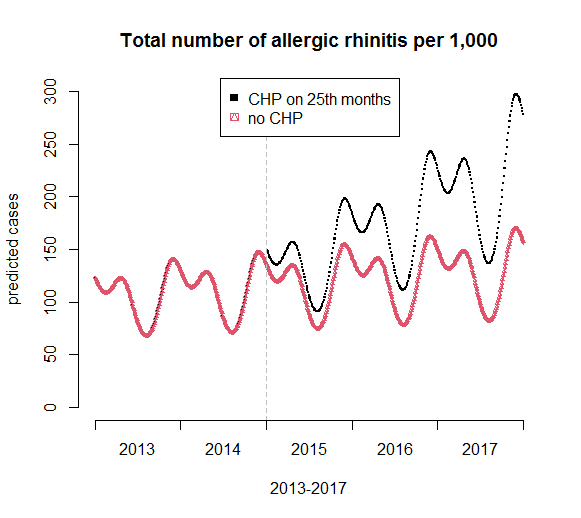 Total number of allergic rhinitis per 1,000
CHP on 25th months
no CHP
predicted cases
300
250
200
150
100
50
0
2013 2014 2015 2016 2017
2013-2017